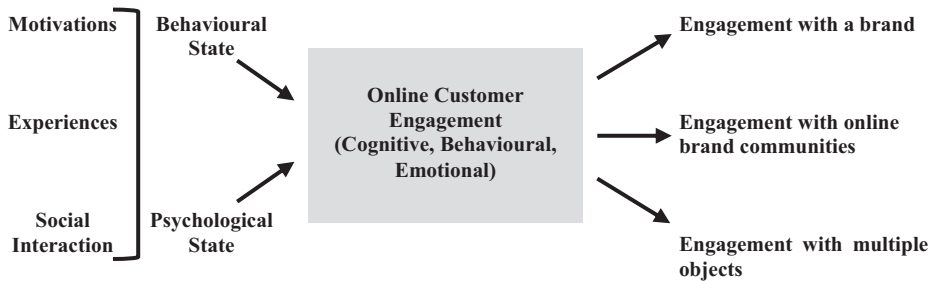 Motivations
Experiences
Social
Interaction
Behavioural
State
Psychological
State
Online Customer
Engagement
(Cognitive, Behavioural,
Emotional)
Engagement with a brand
Engagement with online
brand communities
Engagement with multiple
objects